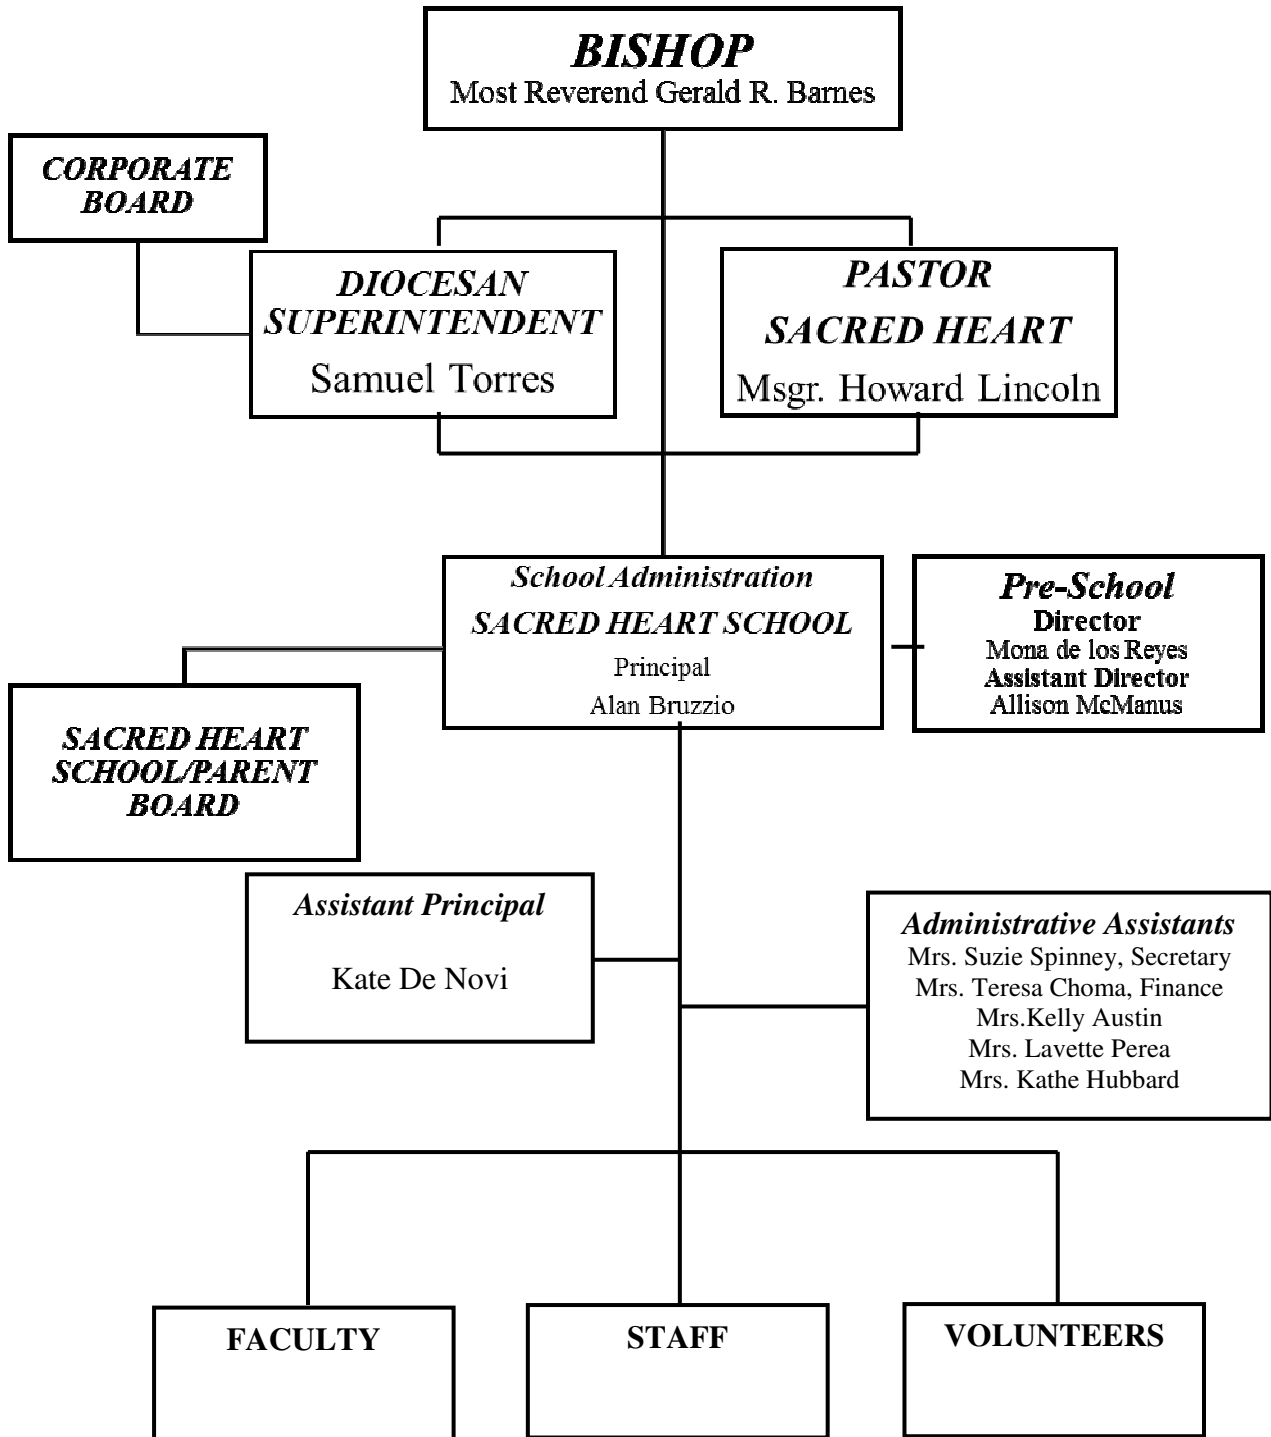 BISHOP
Most Reverend Gerald R. Barnes
CORPORATE
BOARD
DIOCESAN
SUPERINTENDENT
Samuel Torres
PASTOR
SACRED HEART
Msgr. Howard Lincoln
School Administration
SACRED HEART SCHOOL
Principal
Alan Bruzzio
Pre-School
Director
Mona de los Reyes
Assistant Director
Allison McManus
SACRED HEART
SCHOOL/PARENT
BOARD
Assistant Principal
Kate De Novi
Administrative Assistants
Mrs. Suzie Spinney, Secretary
Mrs. Teresa Choma, Finance
Mrs.Kelly Austin
Mrs. Lavette Perea
Mrs. Kathe Hubbard
FACULTY
STAFF
VOLUNTEERS